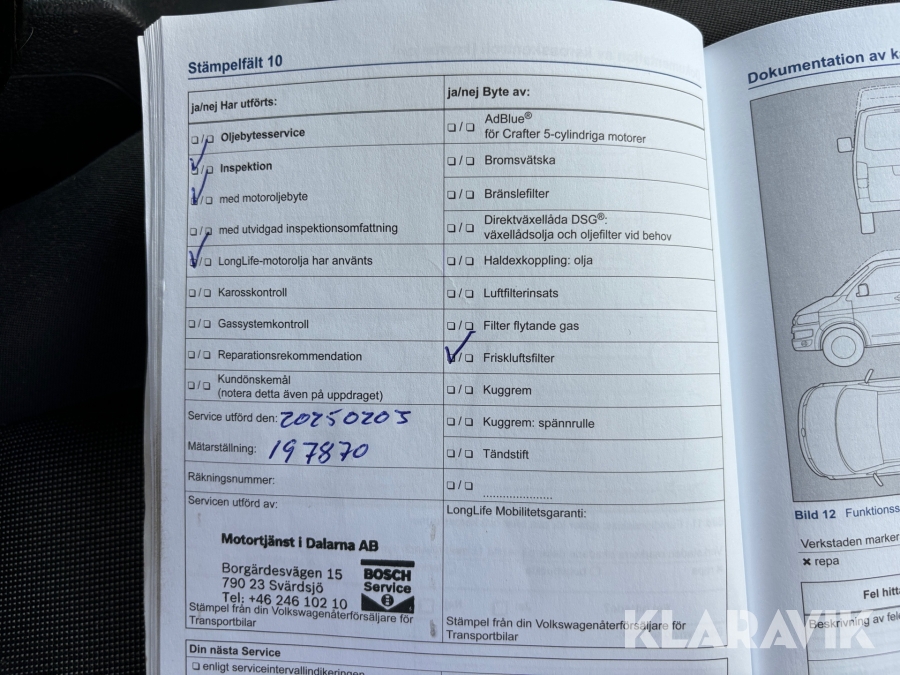 Stämpelfält 10
ja/nej Har utförts:
❏ / ❏ Oljebytesservice
❏ / ❏ Inspektion
❏ / ❏ med motoroljebyte
❏ / ❏ med utvidgad inspektionsomfattning
❏ / ❏ LongLife-motorolja har använts
❏ / ❏ Karosskontroll
❏ / ❏ Gassystemkontroll
❏ / ❏ Reparationsrekommendation
❏ / ❏ Kundönskemål
(notera detta även på uppdraget)
Service utförd den: 20250205
Mätarställning: 197870
Räkningsnummer:
Servicen utförd av:
Motortjänst i Dalarna AB
Borgärdesvägen 15
790 23 Svärdsjö
Tel: +46 246 102 10
BOSCH
Service
Stämpel från din Volkswagenåterförsäljare för
Transportbilar
ja/nej Byte av:
❏ / ❏ AdBlue®
för Crafter 5-cylindriga motorer
❏ / ❏ Bromsvätska
❏ / ❏ Bränslefilter
❏ / ❏ Direktväxellåda DSG®:
växellådsolja och oljefilter vid behov
❏ / ❏ Haldexkoppling: olja
❏ / ❏ Luftfilterinsats
❏ / ❏ Filter flytande gas
❏ / ❏ Friskluftsfilter
❏ / ❏ Kuggrem
❏ / ❏ Kuggrem: spännrulle
❏ / ❏ Tändstift
❏ / ❏ ....................
LongLife Mobilitetsgaranti:
Stämpel från din Volkswagenåterförsäljare för
Transportbilar
Din nästa Service
❏ enligt serviceintervallindikeringen
Dokumentation av k
Bild 12 Funktionss
Verkstaden marker
✖ repa
Fel hitta
Beskrivning av fele
KLARAVIK